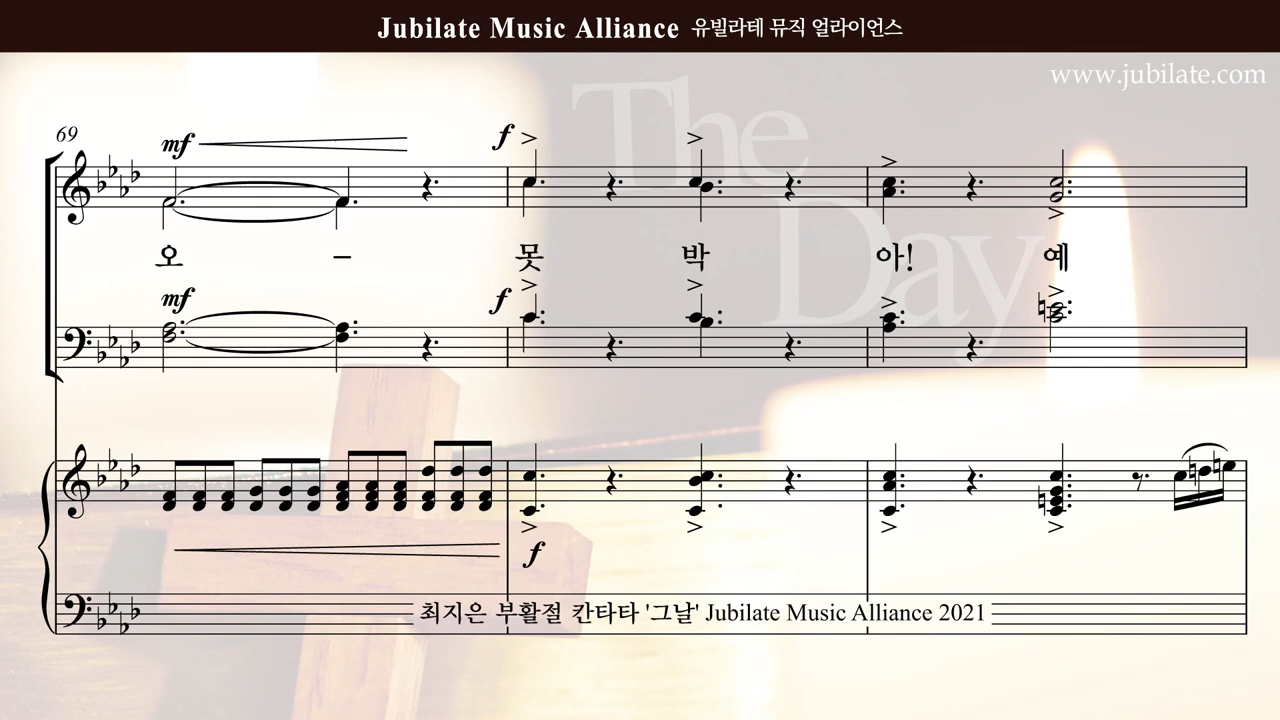 Jubilate Music Alliance 유빌라테 뮤직 얼라이언스
www.jubilate.com
The
Day
69
mf f
오 – 못 박 아! 예
mf f
f
최지은 부활절 칸타타 '그날' Jubilate Music Alliance 2021